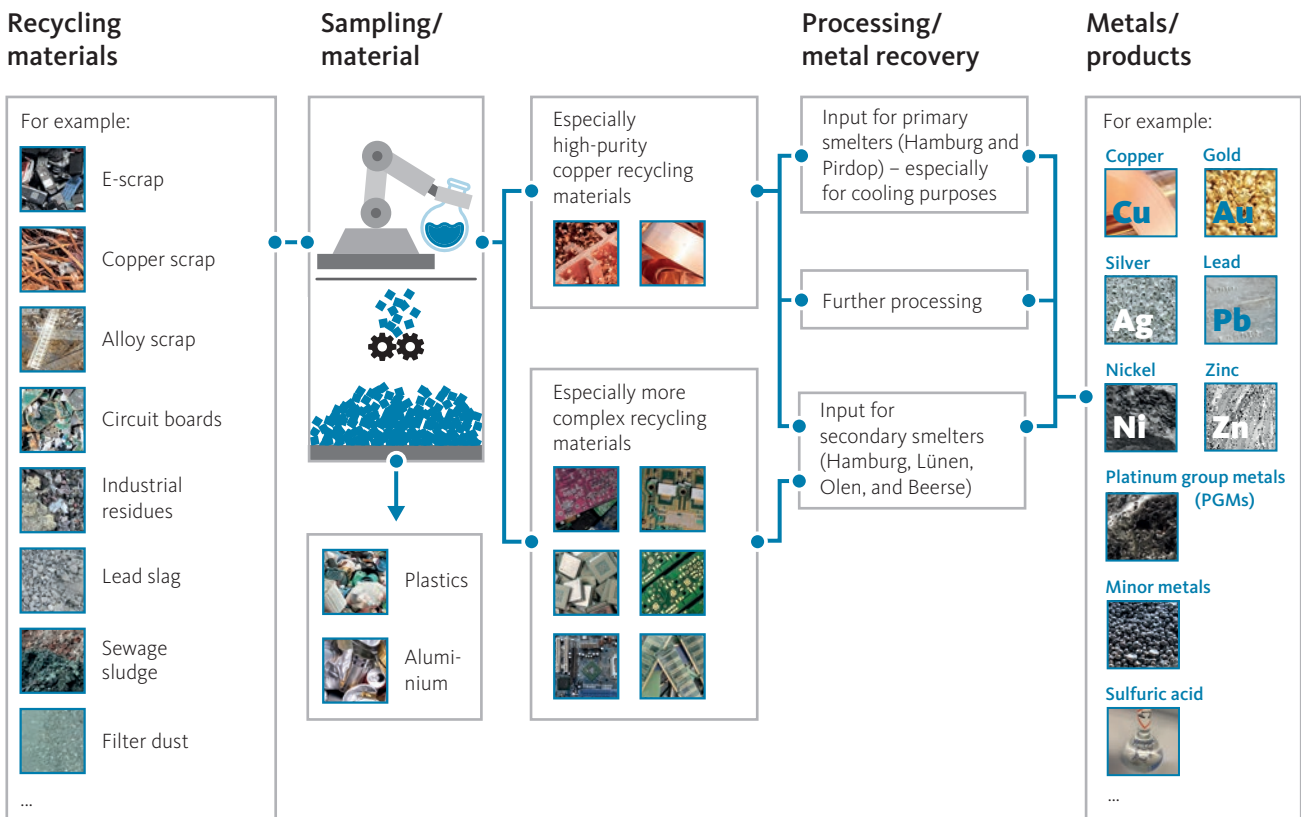 Recycling
materials
Sampling/
material
Processing/
metal recovery
Metals/
products
For example:
E-scrap
Copper scrap
Alloy scrap
Circuit boards
Industrial
residues
Lead slag
Sewage
sludge
Filter dust
...
Plastics
Alumi-
nium
Especially
high-purity
copper recycling
materials
Especially more
complex recycling
materials
Input for primary
smelters (Hamburg and
Pirdop) – especially
for cooling purposes
Further processing
Input for
secondary smelters
(Hamburg, Lünen,
Olen, and Beerse)
For example:
Copper
Cu
Gold
Au
Silver
Ag
Lead
Pb
Nickel
Ni
Zinc
Zn
Platinum group metals
(PGMs)
Minor metals
Sulfuric acid
...